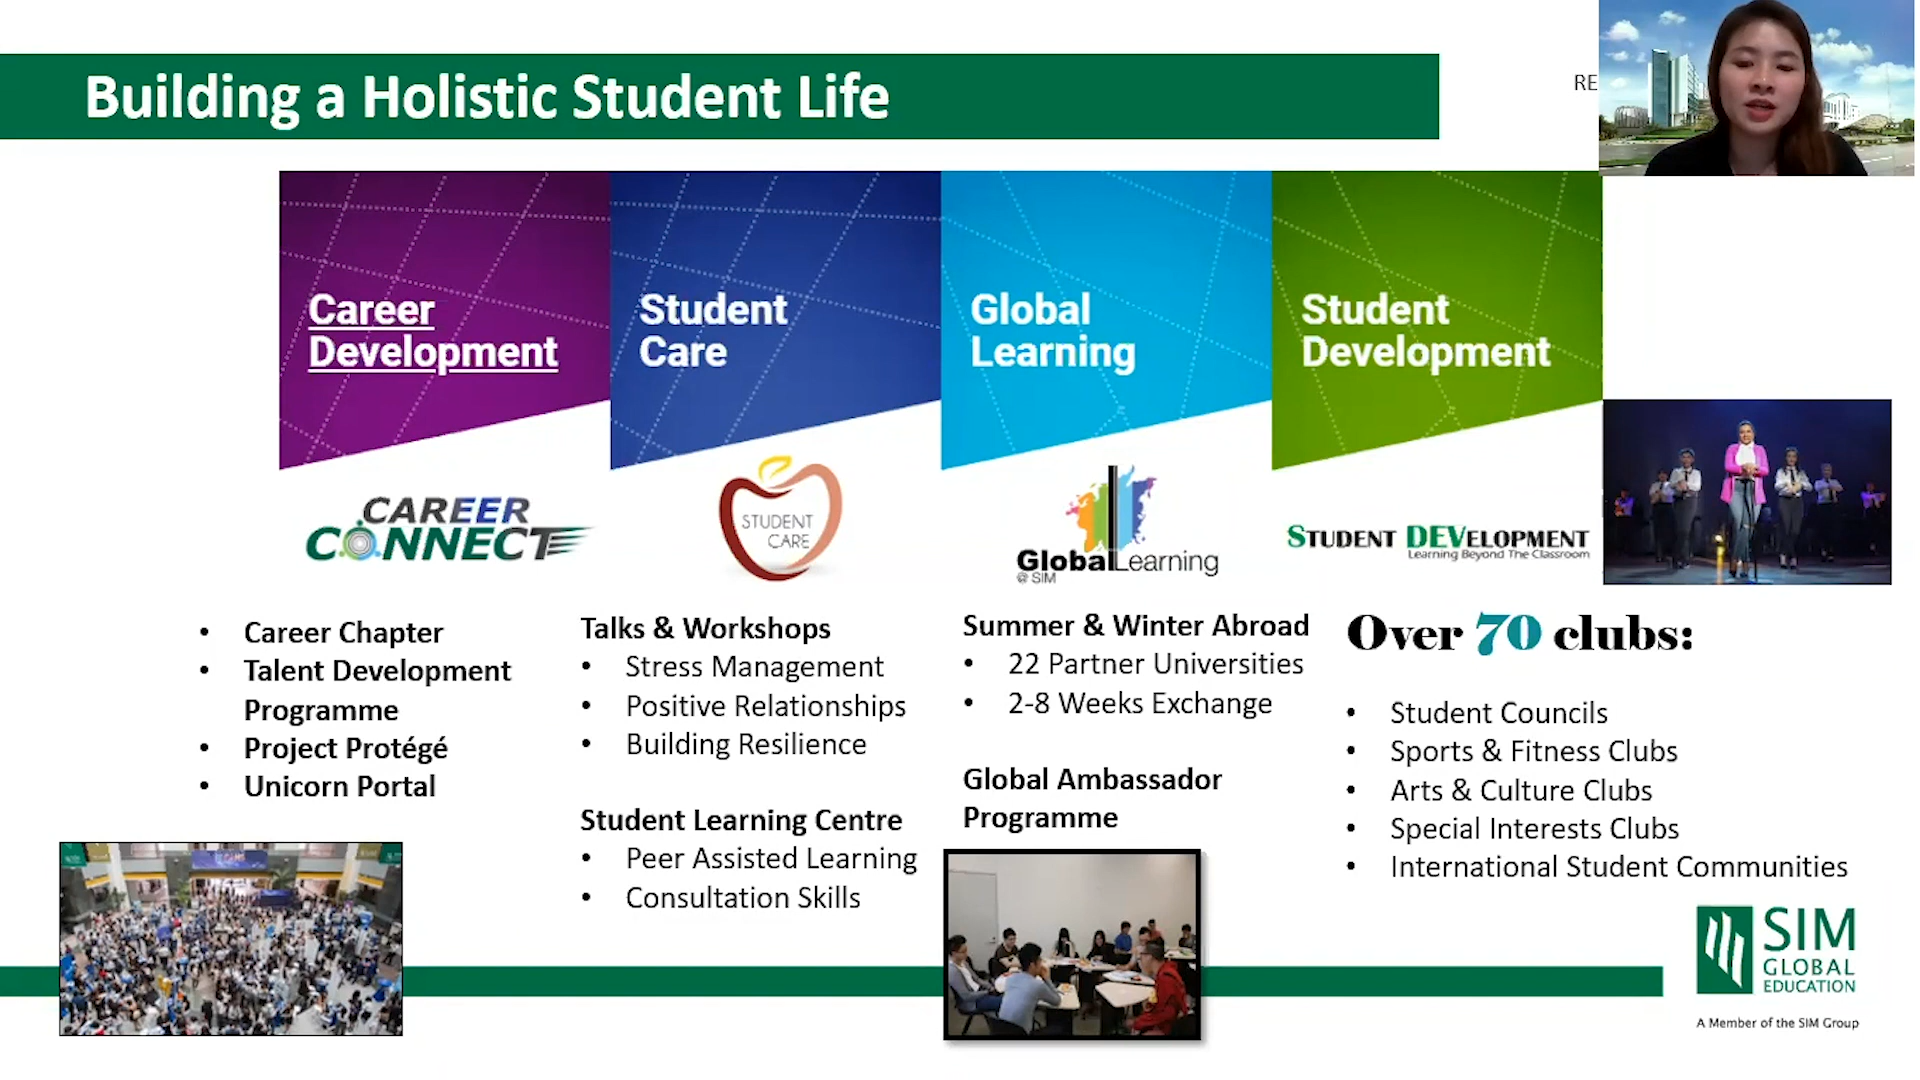 Building a Holistic Student Life
RE
Career
Development
Student
Care
Global
Learning
Student
Development
CAREER
CONNECT
STUDENT
CARE
GlobalLearning
@ SIM
STUDENT DEVELOPMENT
Learning Beyond The Classroom
• Career Chapter
• Talent Development
Programme
• Project Protégé
• Unicorn Portal
Talks & Workshops
• Stress Management
• Positive Relationships
• Building Resilience
Student Learning Centre
• Peer Assisted Learning
• Consultation Skills
Summer & Winter Abroad
• 22 Partner Universities
• 2-8 Weeks Exchange
Global Ambassador
Programme
Over 70 clubs:
• Student Councils
• Sports & Fitness Clubs
• Arts & Culture Clubs
• Special Interests Clubs
• International Student Communities
SIM
GLOBAL
EDUCATION
A Member of the SIM Group